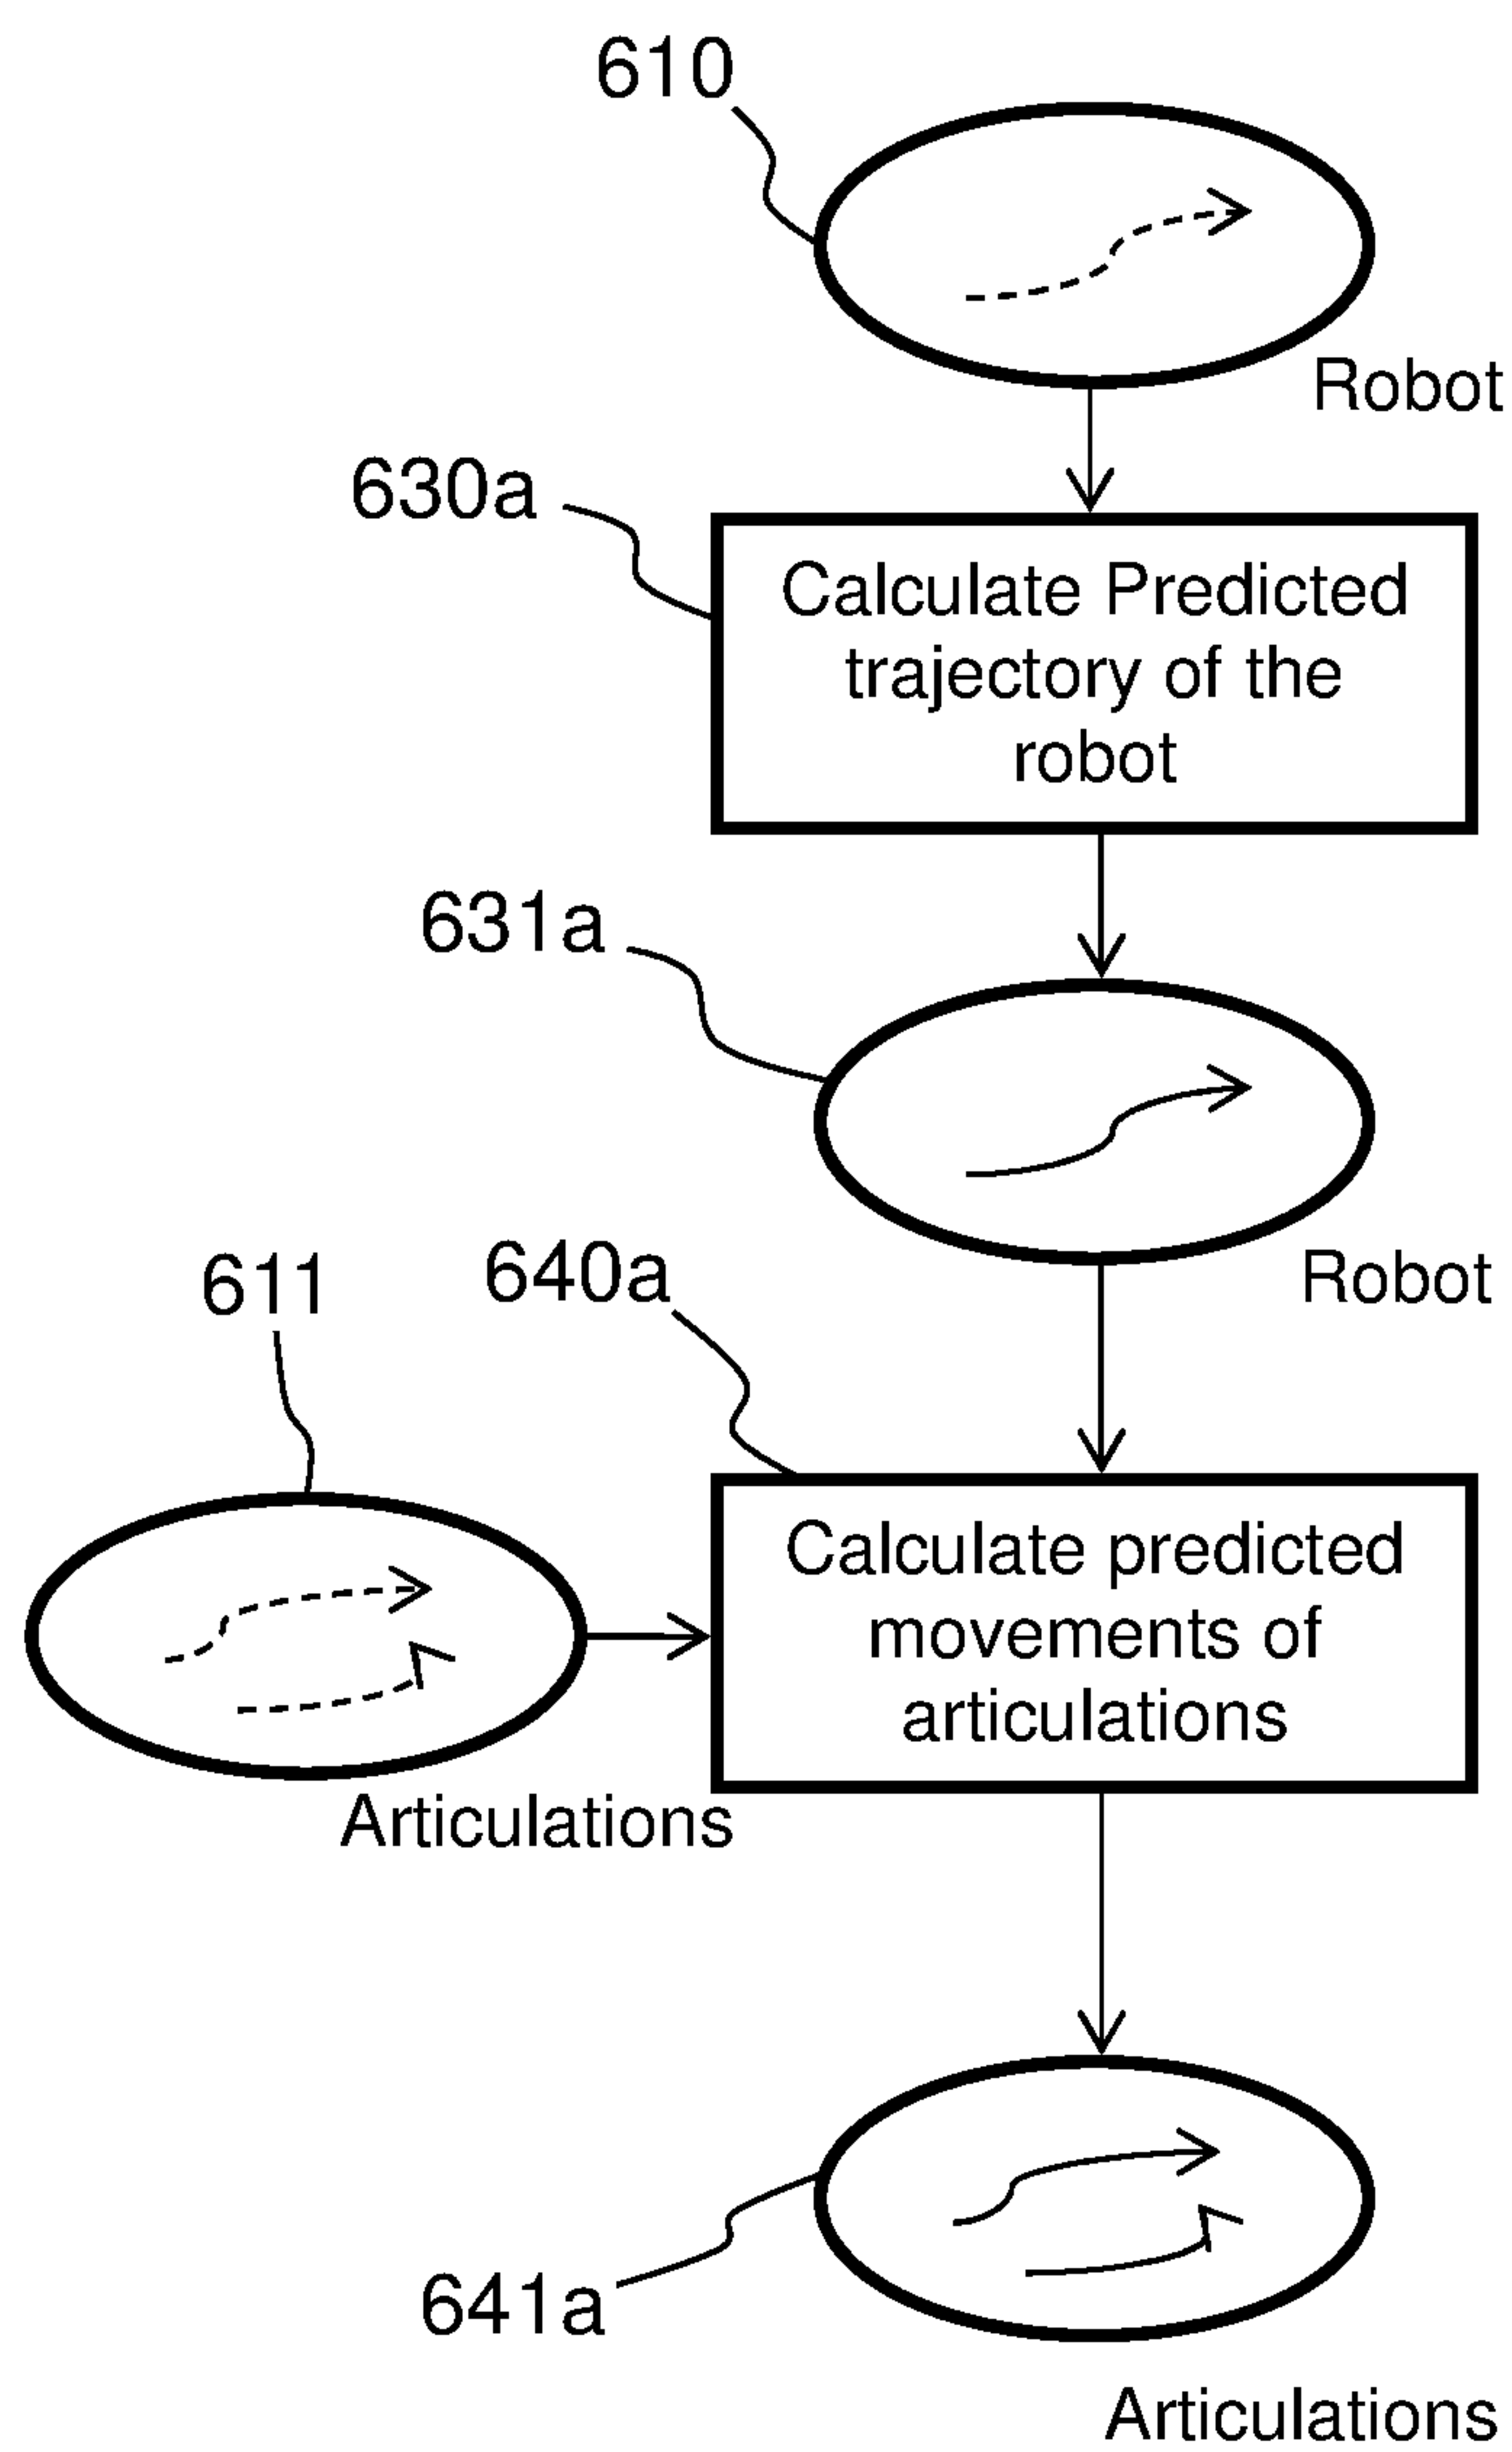 610
Robot
630a
Calculate Predicted
trajectory of the
robot
631a
Robot
611
640a
Calculate predicted
movements of
articulations
Articulations
641a
Articulations